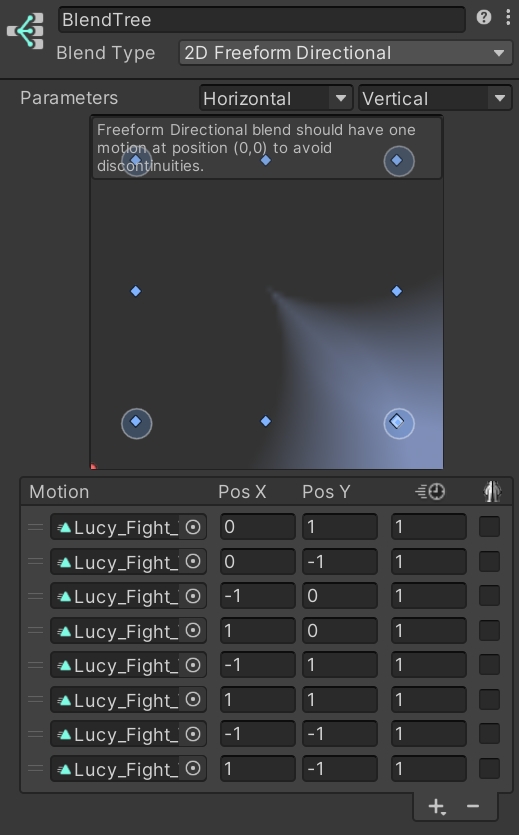 BlendTree
Blend Type 2D Freeform Directional
Parameters Horizontal Vertical
Freeform Directional blend should have one
motion at position (0,0) to avoid
discontinuities.
Motion Pos X Pos Y
Lucy_Fight_ 0 1 1
Lucy_Fight_ 0 -1 1
Lucy_Fight_ -1 0 1
Lucy_Fight_ 1 0 1
Lucy_Fight_ -1 1 1
Lucy_Fight_ 1 1 1
Lucy_Fight_ -1 -1 1
Lucy_Fight_ 1 -1 1